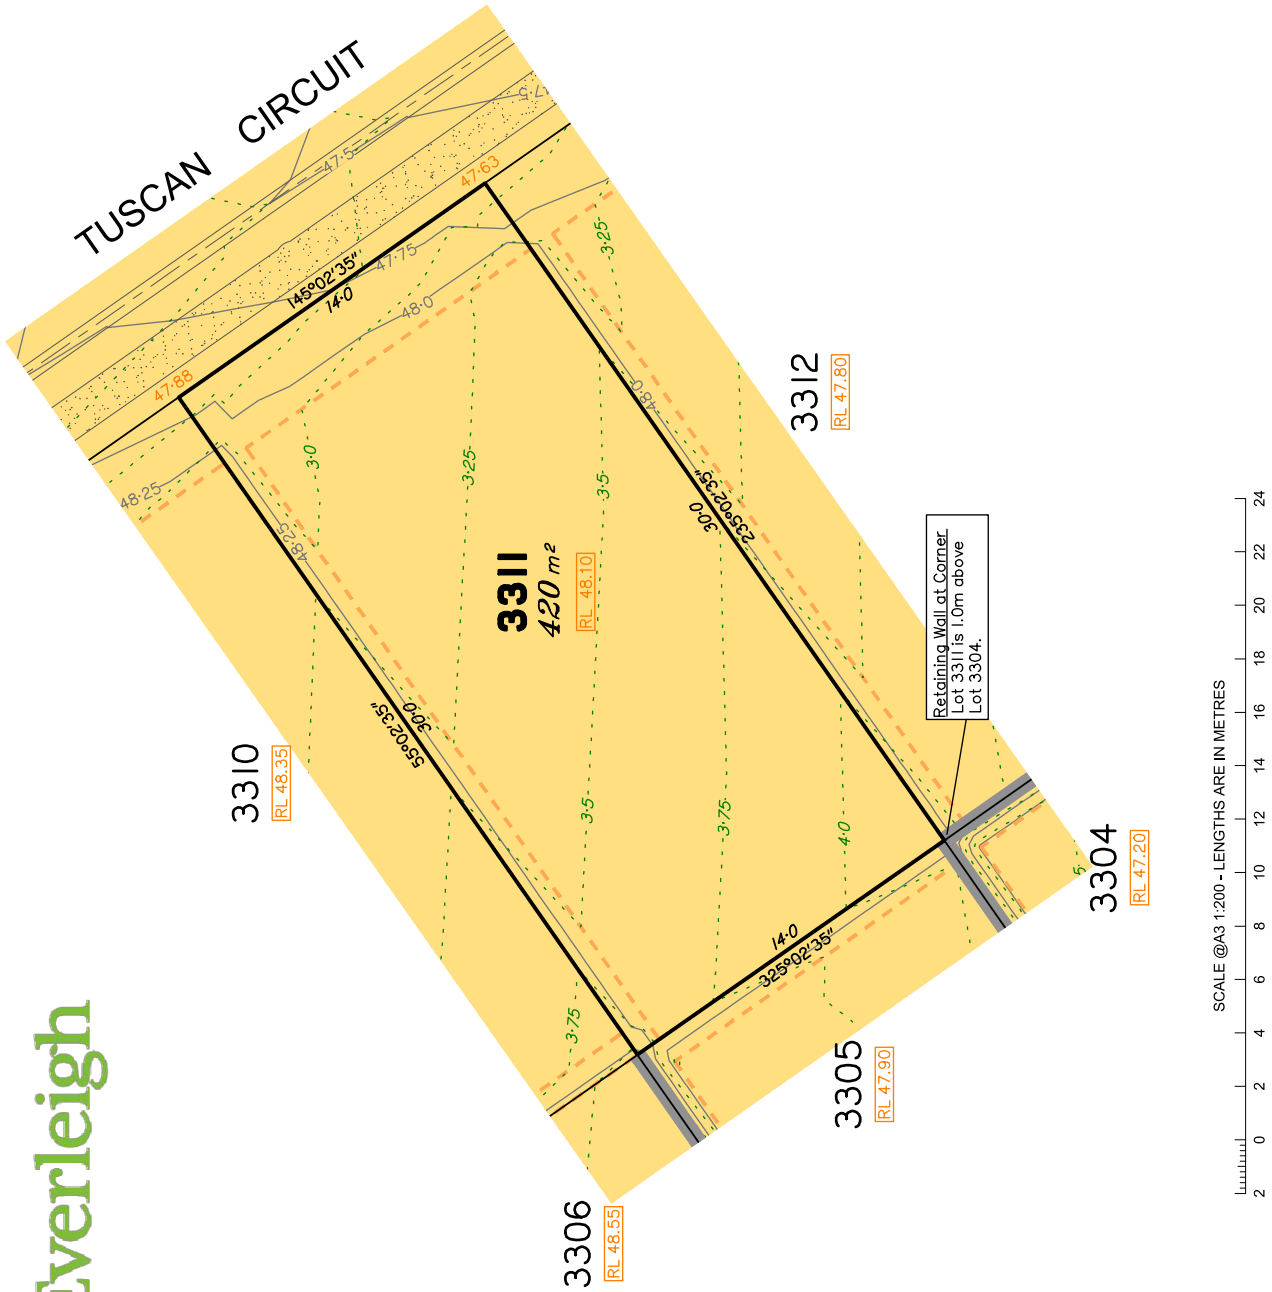 TUSCAN CIRCUIT
47·5
47·5
47·63
47·88
145°02'35"
14·0
47·75
48·0
48·25
48·25
48·0
3·25
3·0
3·25
3·5
3310
RL 48.35
3311
420 m²
RL 48.10
3312
RL 47.80
55°02'35"
30·0
30·0
235°02'35"
3·5
3·75
4·0
3·75
14·0
325°02'35"
Retaining Wall at Corner
Lot 3311 is 1.0m above
Lot 3304.
3304
RL 47.20
3305
RL 47.90
3306
RL 48.55
Everleigh
SCALE @A3 1:200 - LENGTHS ARE IN METRES
2 0 2 4 6 8 10 12 14 16 18 20 22 24